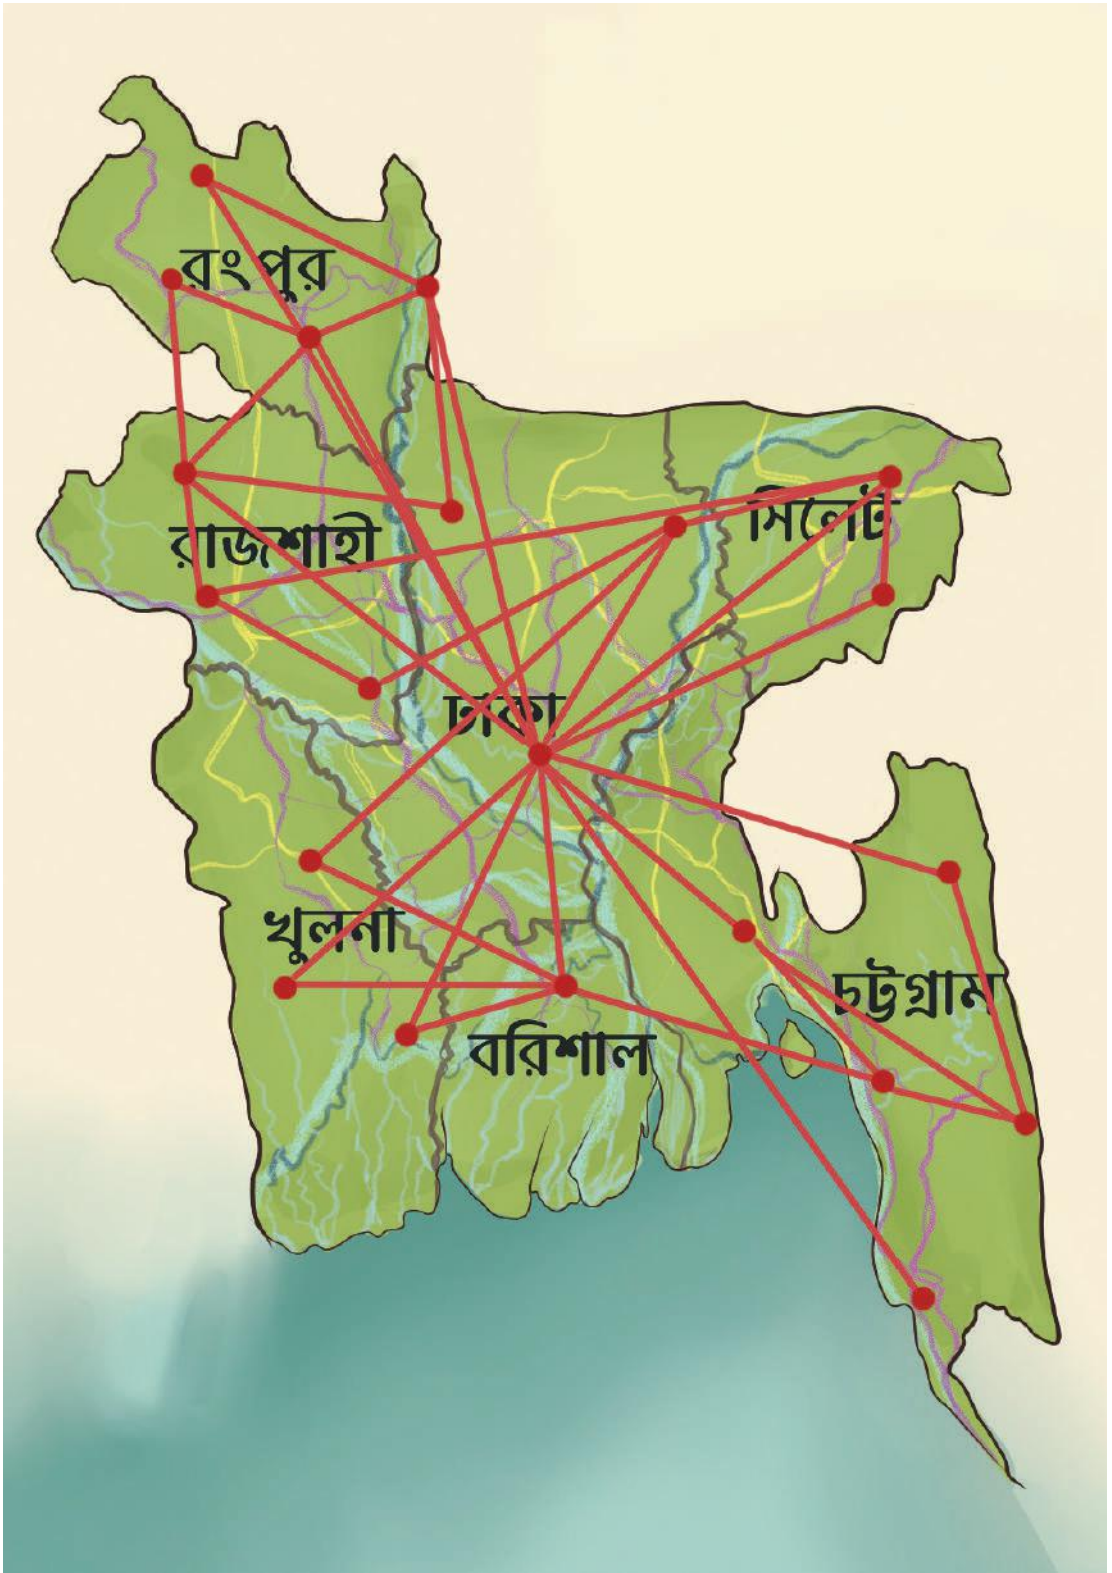 রংপুর
সিলেট
রাজশাহী
ঢাকা
খুলনা
চট্টগ্রাম
বরিশাল